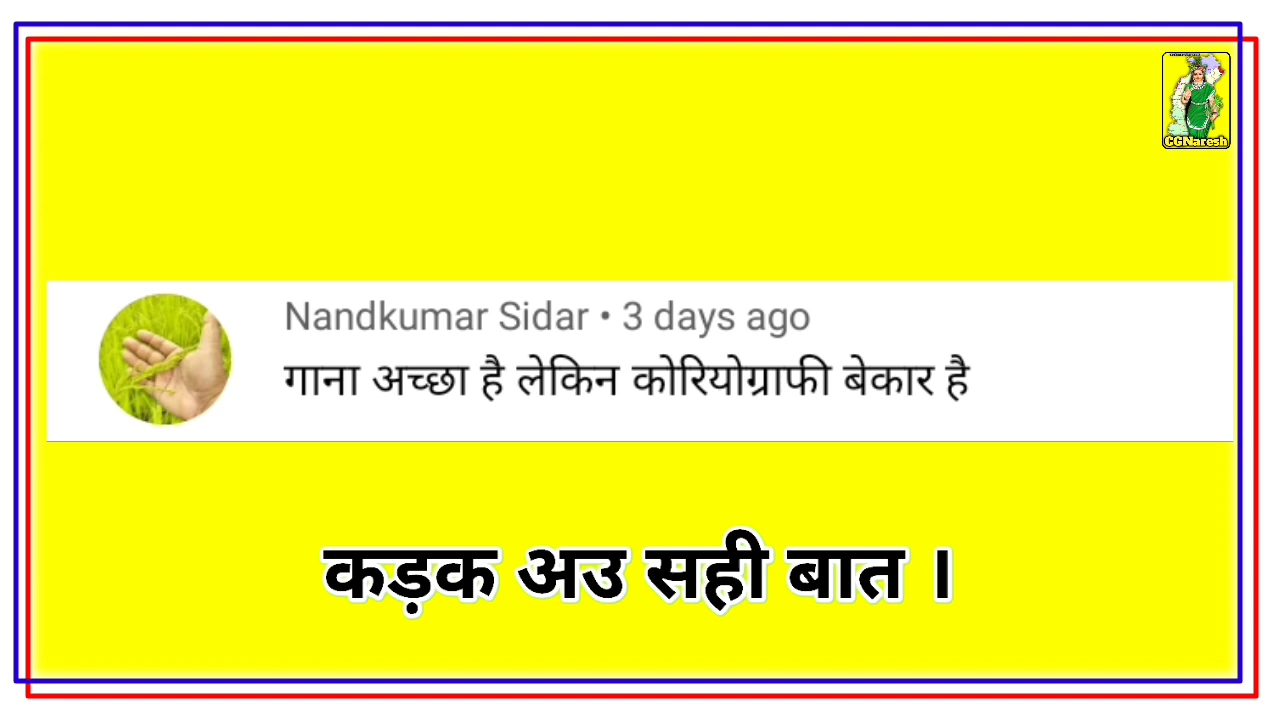 CGNaresh
Nandkumar Sidar • 3 days ago
गाना अच्छा है लेकिन कोरियोग्राफी बेकार है
कड़क अउ सही बात ।